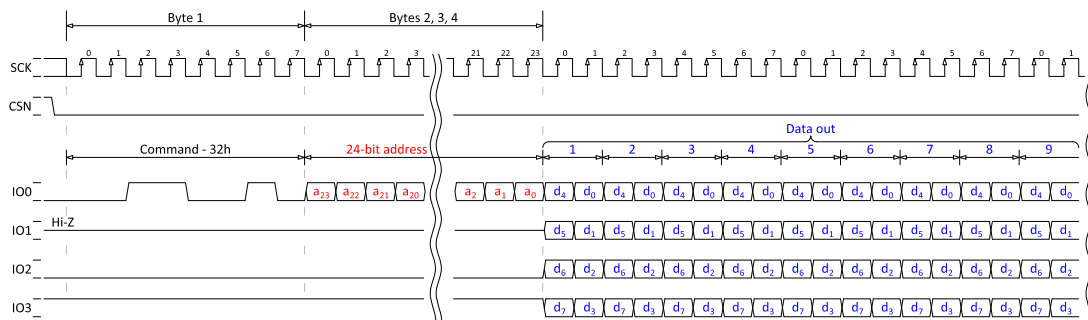 Byte 1 Bytes 2, 3, 4
0 1 2 3 4 5 6 7 0 1 2 3 21 22 23 0 1 2 3 4 5 6 7 0 1 2 3 4 5 6 7 0 1
SCK
CSN
Data out
Command - 32h 24-bit address 1 2 3 4 5 6 7 8 9
IO0 a23 a22 a21 a20 a2 a1 a0 d4 d0 d4 d0 d4 d0 d4 d0 d4 d0 d4 d0 d4 d0 d4 d0 d4 d0
Hi-Z
IO1 d5 d1 d5 d1 d5 d1 d5 d1 d5 d1 d5 d1 d5 d1 d5 d1 d5 d1
IO2 d6 d2 d6 d2 d6 d2 d6 d2 d6 d2 d6 d2 d6 d2 d6 d2 d6 d2
IO3 d7 d3 d7 d3 d7 d3 d7 d3 d7 d3 d7 d3 d7 d3 d7 d3 d7 d3